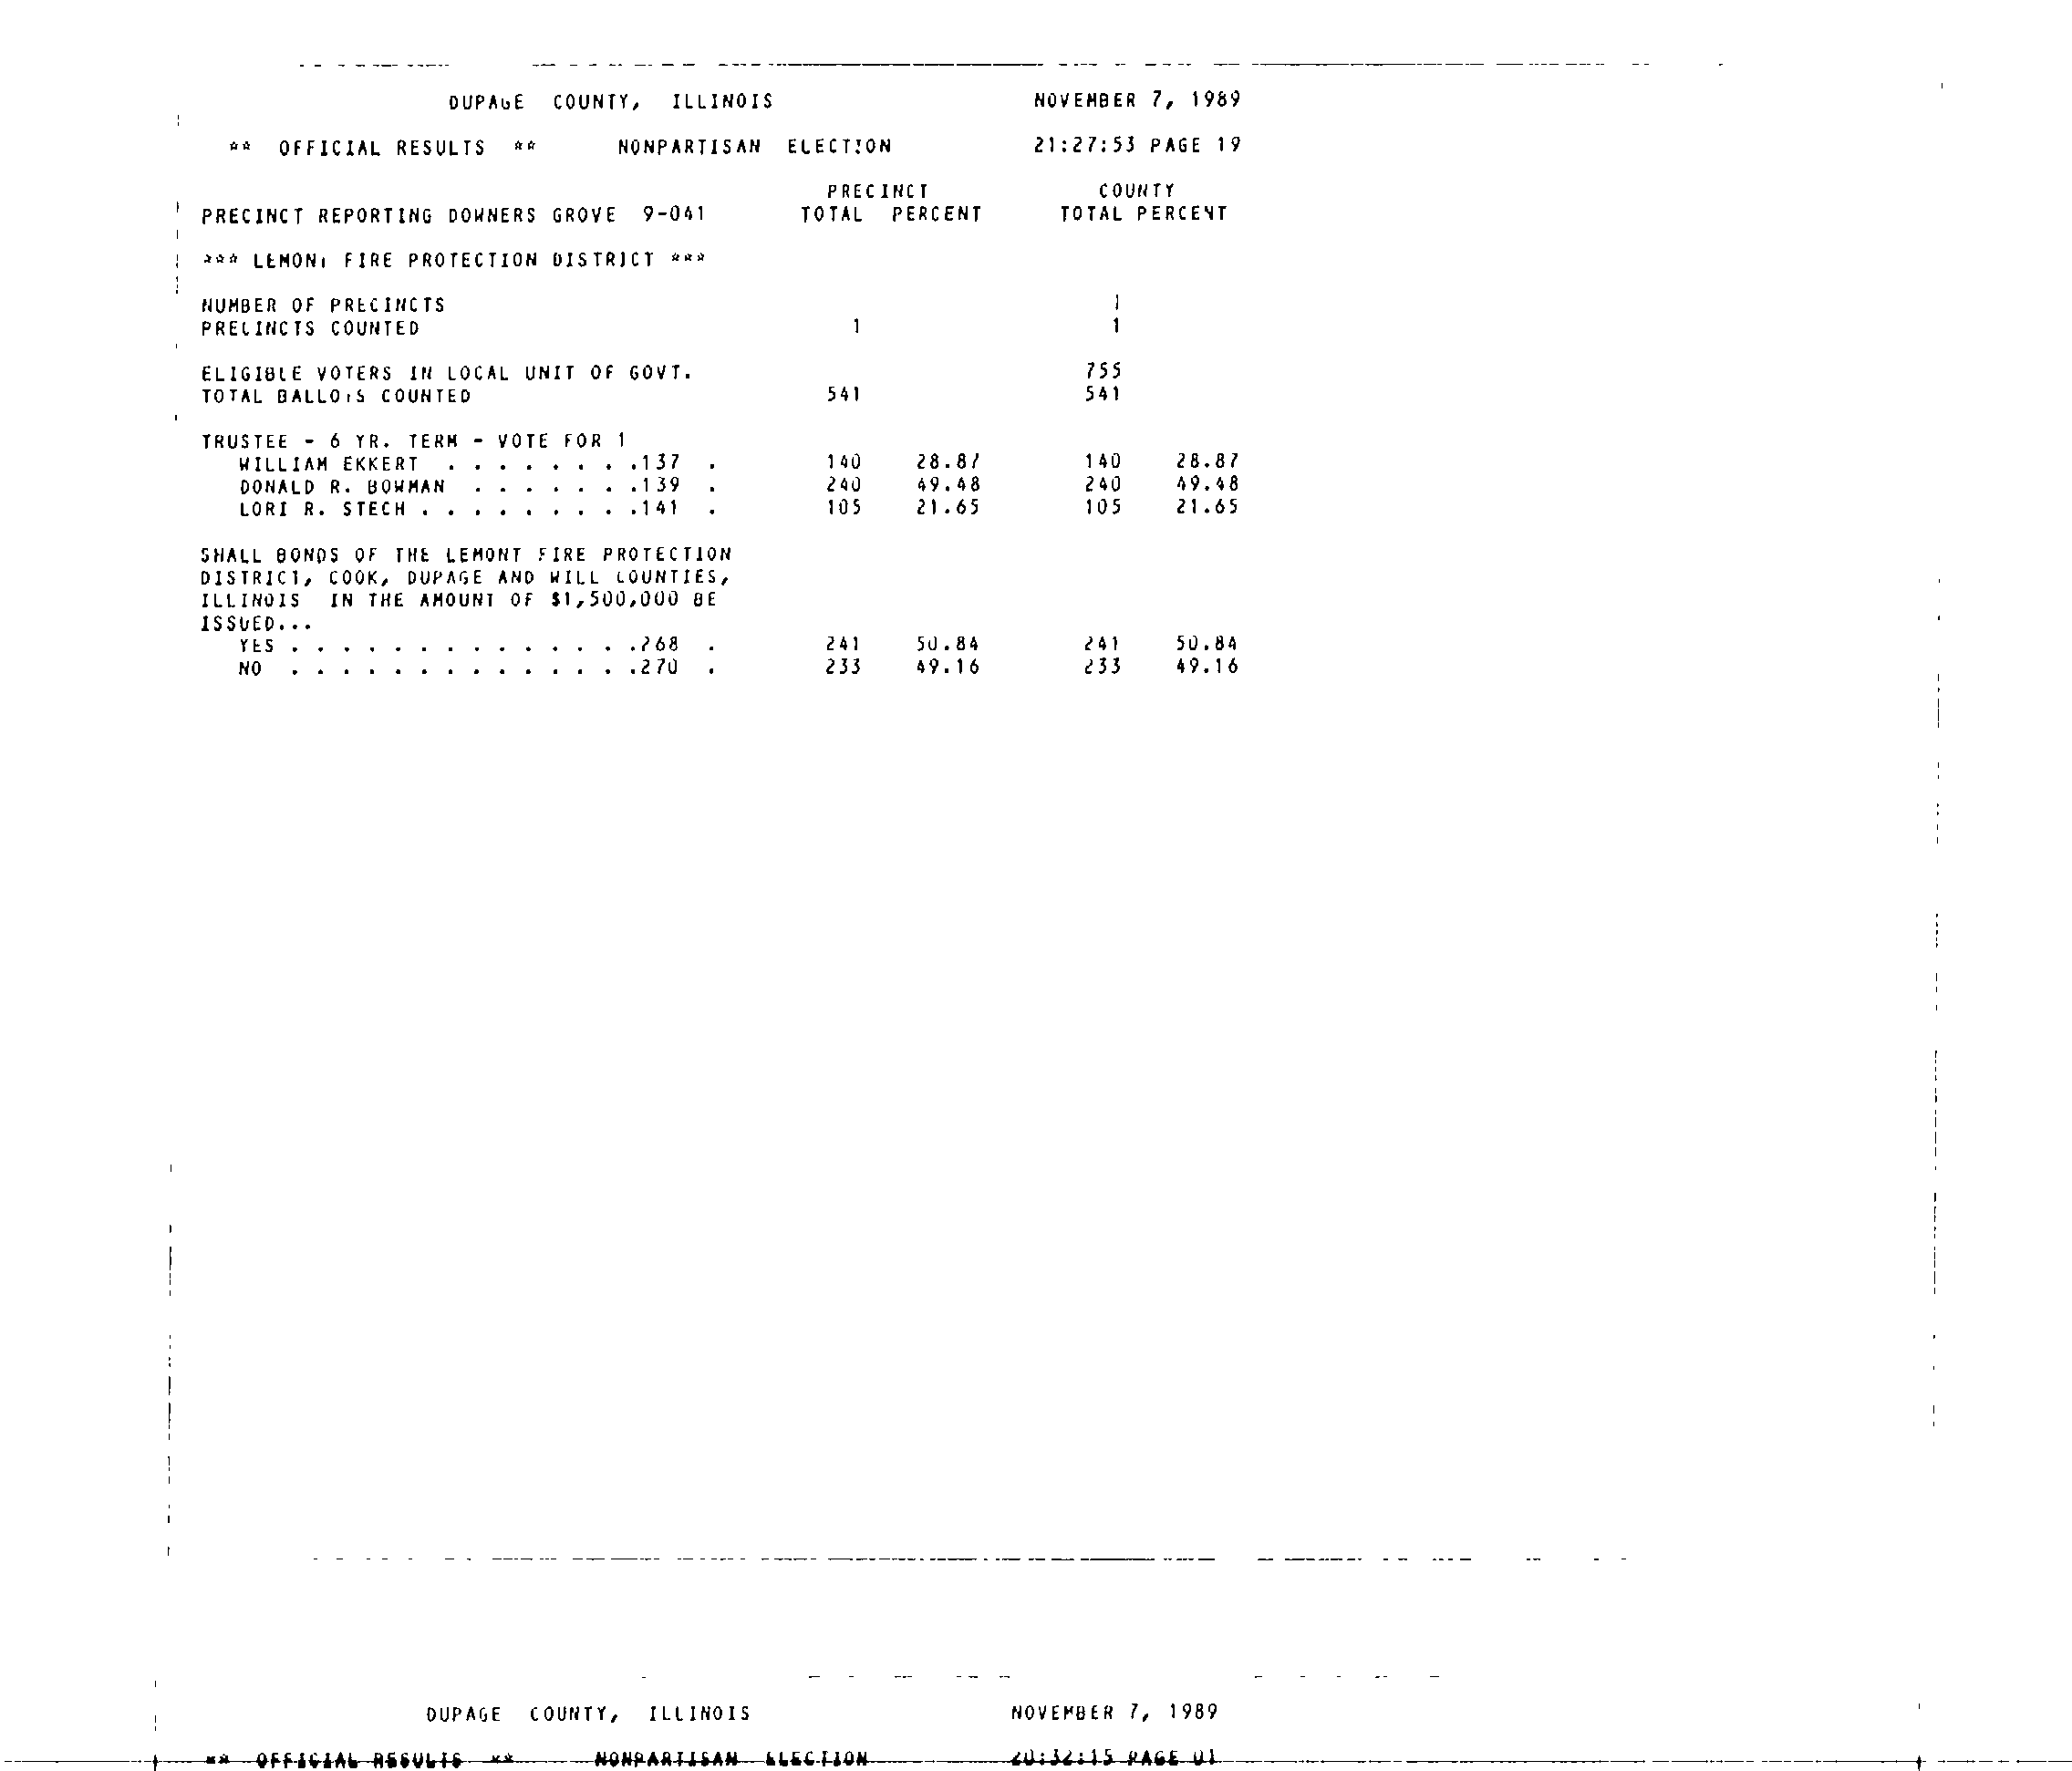 DUPAGE COUNTY, ILLINOIS NOVEMBER 7, 1989
** OFFICIAL RESULTS ** NONPARTISAN ELECTION 21:27:53 PAGE 19
PRECINCT COUNTY
PRECINCT REPORTING DOWNERS GROVE 9-041 TOTAL PERCENT TOTAL PERCENT
*** LEMONT FIRE PROTECTION DISTRICT ***
NUMBER OF PRECINCTS 1
PRECINCTS COUNTED 1 1
ELIGIBLE VOTERS IN LOCAL UNIT OF GOVT. 755
TOTAL BALLOTS COUNTED 541 541
TRUSTEE - 6 YR. TERM - VOTE FOR 1
WILLIAM EKKERT . . . . . . . .137 . 140 28.87 140 28.87
DONALD R. BOWMAN . . . . . . .139 . 240 49.48 240 49.48
LORI R. STECH . . . . . . . . .141 . 105 21.65 105 21.65
SHALL BONDS OF THE LEMONT FIRE PROTECTION
DISTRICT, COOK, DUPAGE AND WILL COUNTIES,
ILLINOIS IN THE AMOUNT OF $1,500,000 BE
ISSUED...
YES . . . . . . . . . . . . . .268 . 241 50.84 241 50.84
NO . . . . . . . . . . . . . .270 . 233 49.16 233 49.16
DUPAGE COUNTY, ILLINOIS NOVEMBER 7, 1989
** OFFICIAL RESULTS ** NONPARTISAN ELECTION 20:32:15 PAGE 01